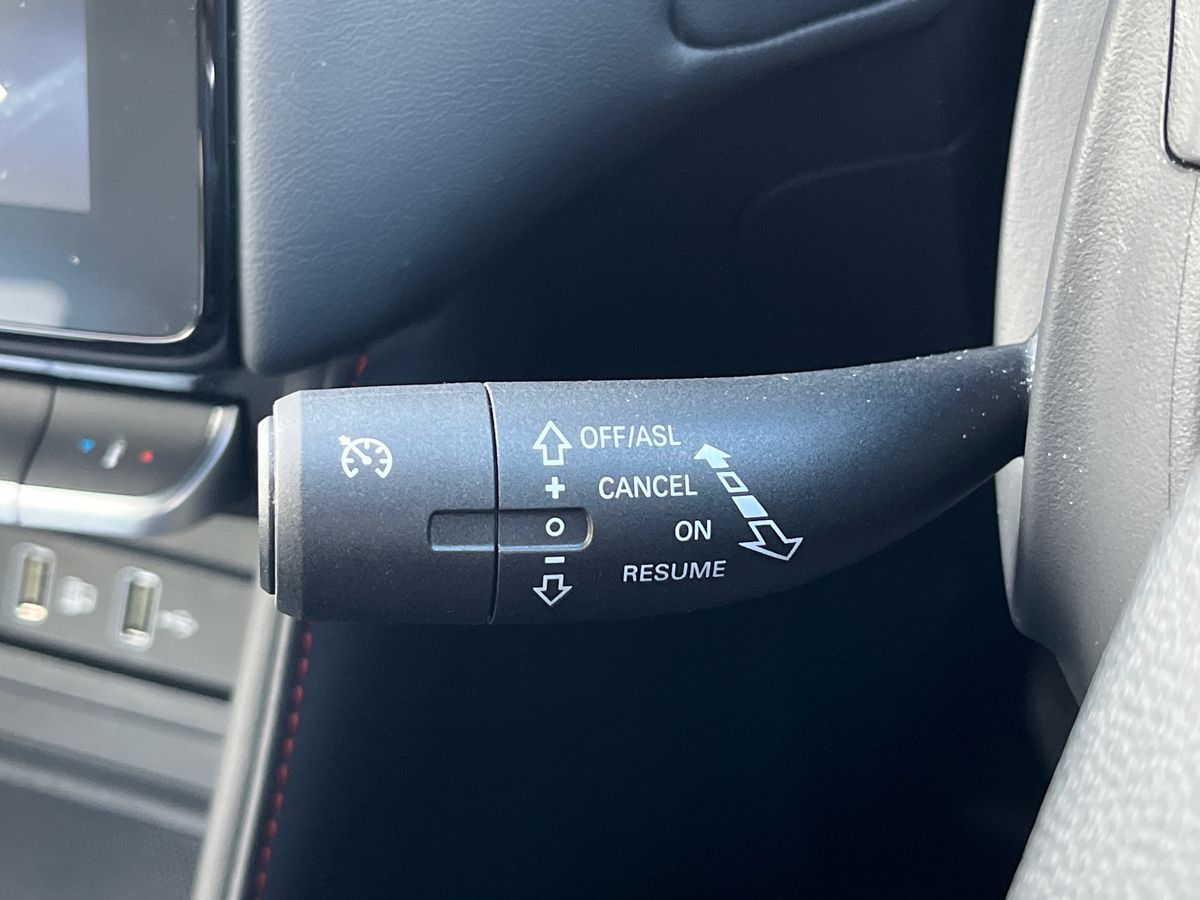 OFF/ASL
+ CANCEL
O ON
- RESUME